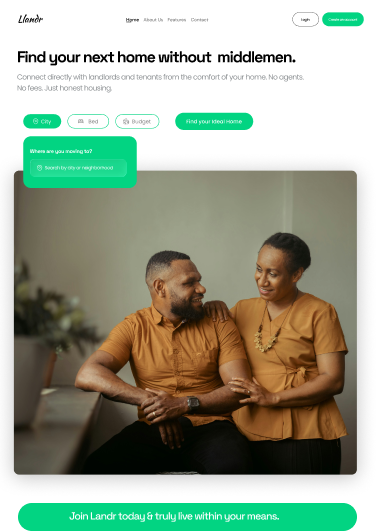 Llandr
Home About Us Features Contact
Login
Create an account
Find your next home without middlemen.
Connect directly with landlords and tenants from the comfort of your home. No agents.
No fees. Just honest housing.
City
Bed
Budget
Find your Ideal Home
Where are you moving to?
Search by city or neighborhood
Join Landr today & truly live within your means.